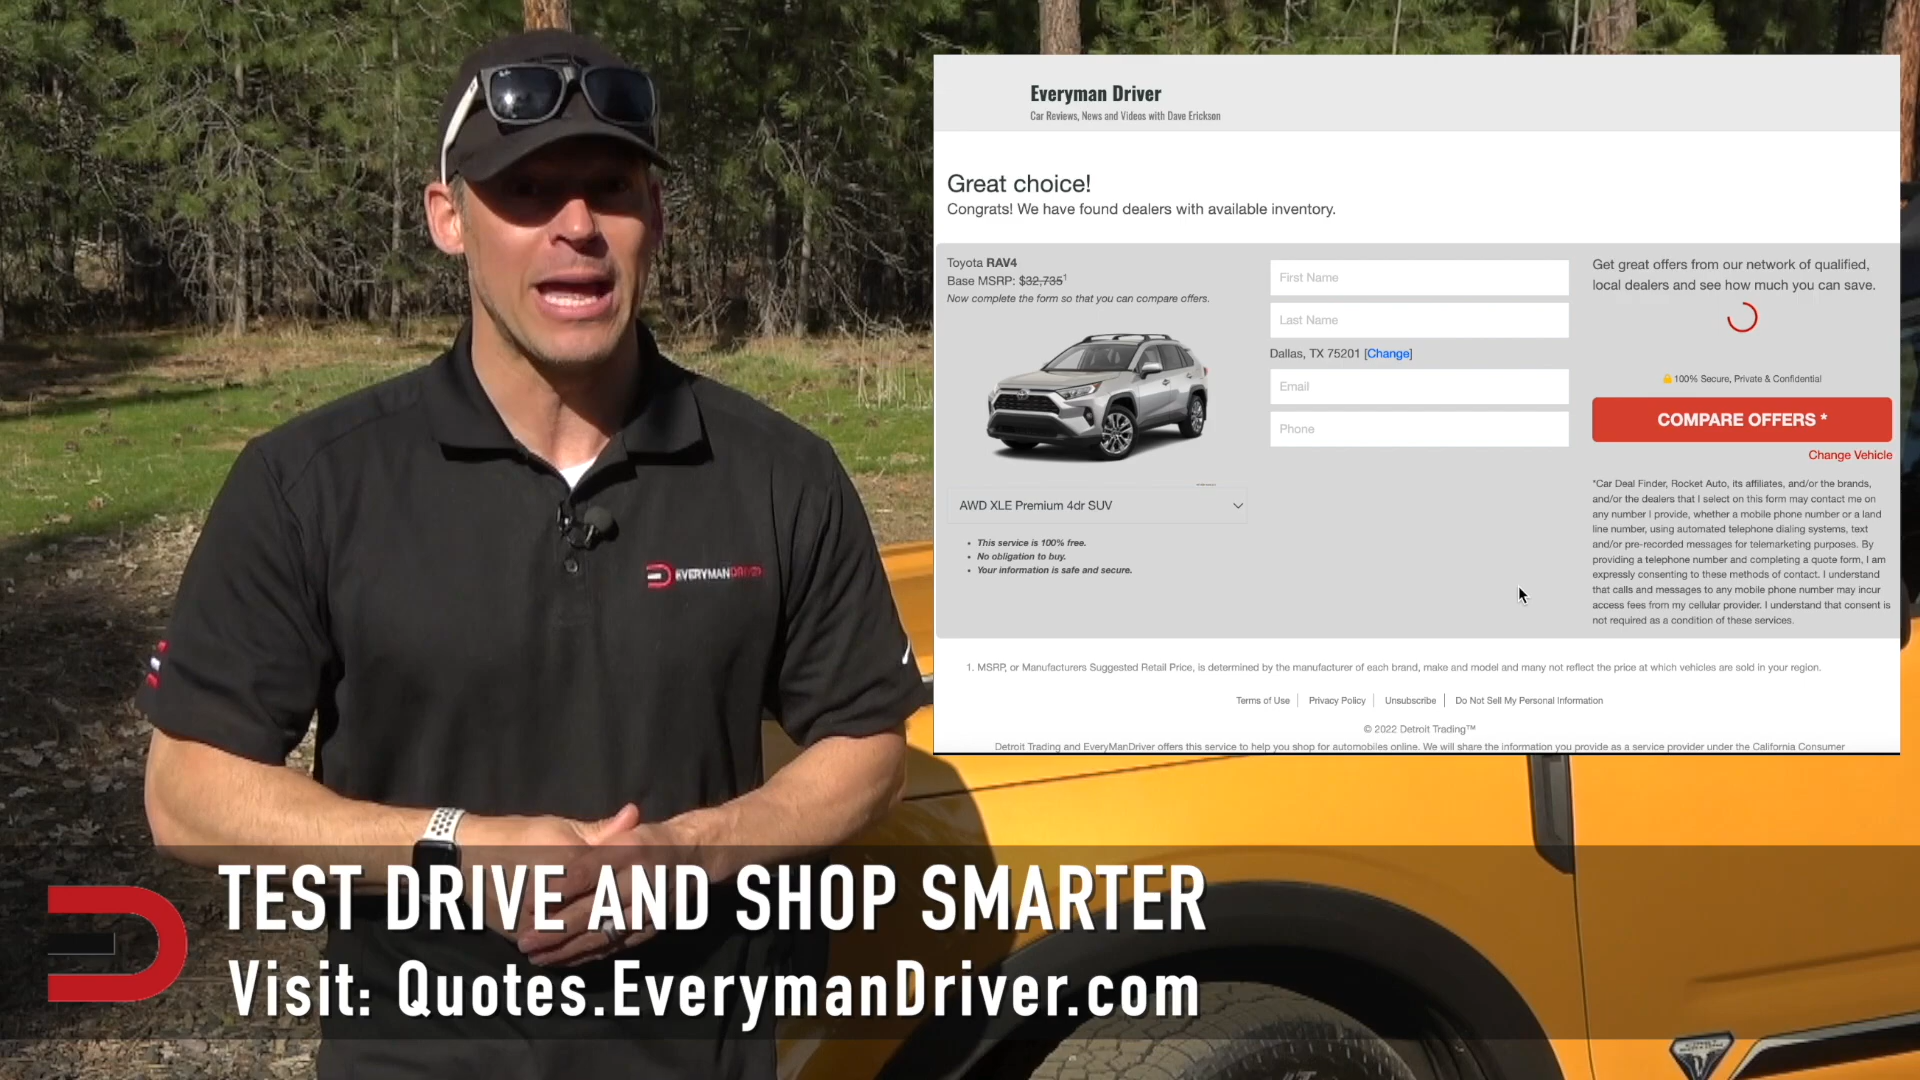 Everyman Driver
Car Reviews, News and Videos with Dave Erickson
Great choice!
Congrats! We have found dealers with available inventory.
Toyota RAV4
Base MSRP: $32,735¹
Now complete the form so that you can compare offers.
AWD XLE Premium 4dr SUV
• This service is 100% free.
• No obligation to buy.
• Your information is safe and secure.
First Name
Last Name
Dallas, TX 75201 [Change]
Email
Phone
Get great offers from our network of qualified,
local dealers and see how much you can save.
100% Secure, Private & Confidential
COMPARE OFFERS *
Change Vehicle
*Car Deal Finder, Rocket Auto, its affiliates, and/or the brands,
and/or the dealers that I select on this form may contact me on
any number I provide, whether a mobile phone number or a land
line number, using automated telephone dialing systems, text
and/or pre-recorded messages for telemarketing purposes. By
providing a telephone number and completing a quote form, I am
expressly consenting to these methods of contact. I understand
that calls and messages to any mobile phone number may incur
access fees from my cellular provider. I understand that consent is
not required as a condition of these services.
1. MSRP, or Manufacturers Suggested Retail Price, is determined by the manufacturer of each brand, make and model and many not reflect the price at which vehicles are sold in your region.
Terms of Use | Privacy Policy | Unsubscribe | Do Not Sell My Personal Information
© 2022 Detroit Trading™
Detroit Trading and EveryManDriver offers this service to help you shop for automobiles online. We will share the information you provide as a service provider under the California Consumer
EVERYMANDRIVER
TEST DRIVE AND SHOP SMARTER
Visit: Quotes.EverymanDriver.com